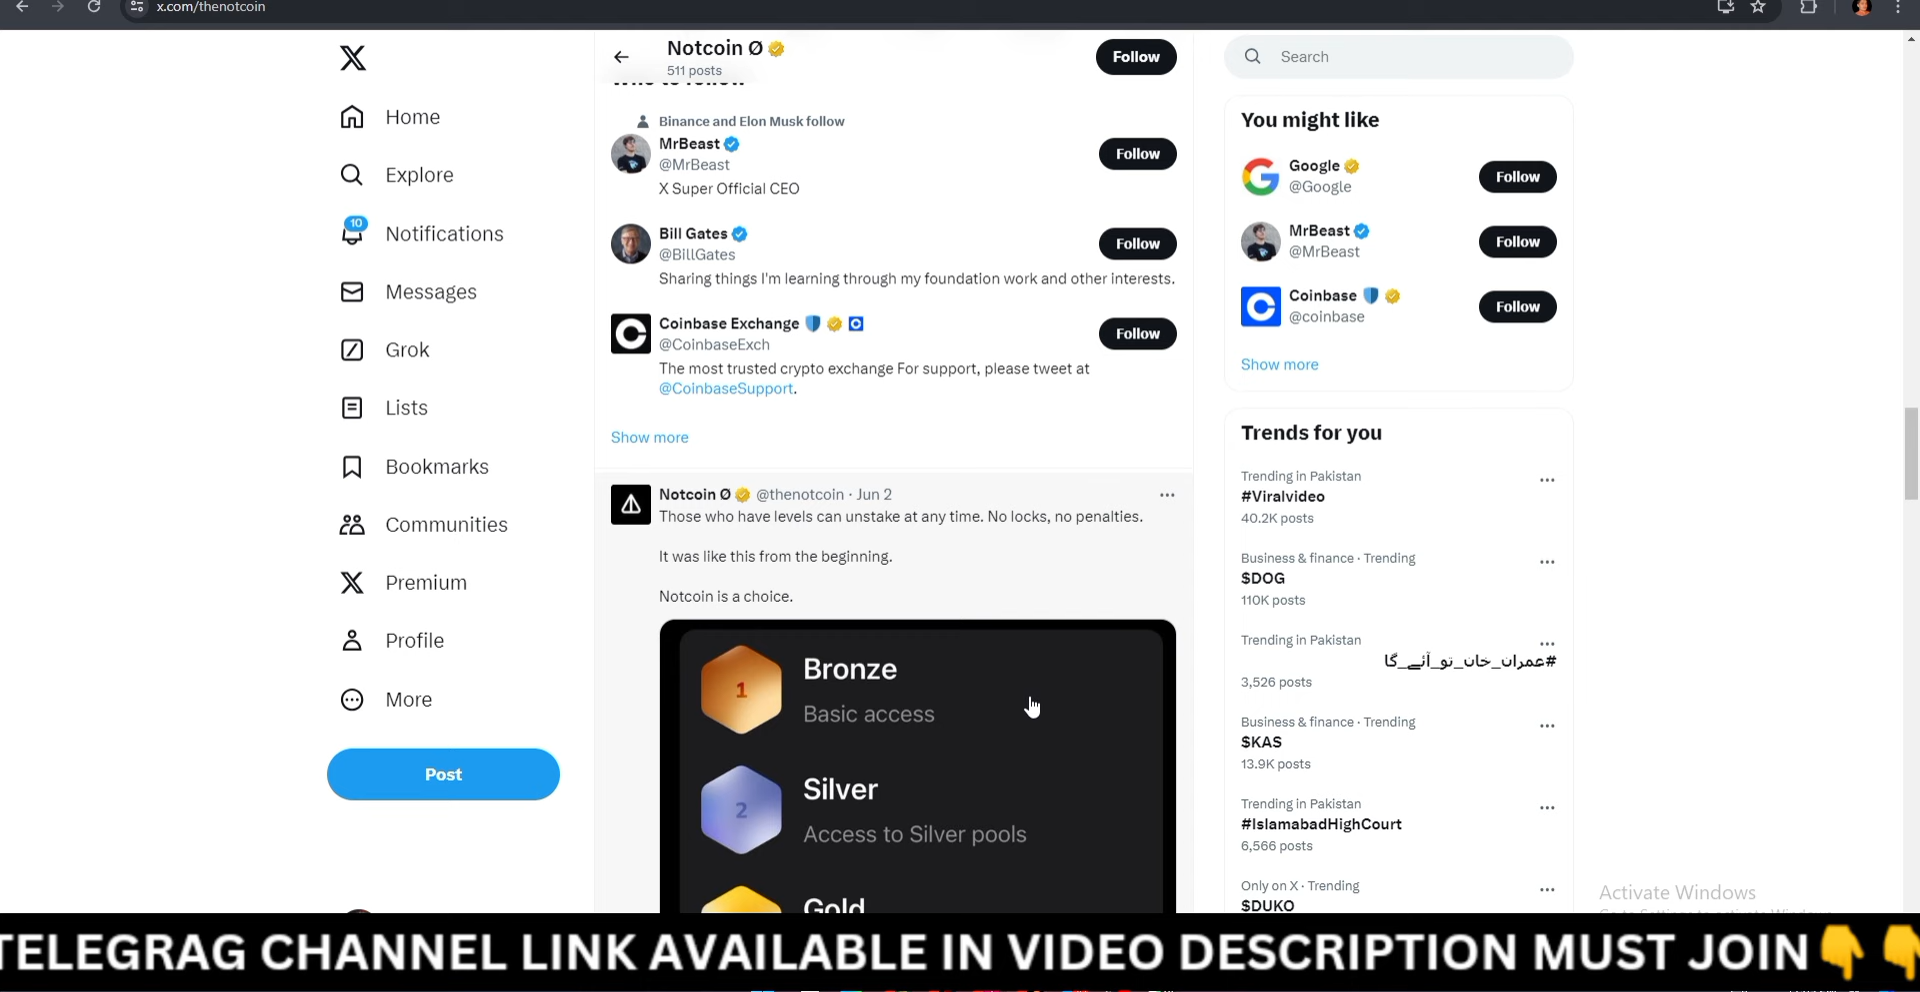 x.com/thenotcoin
Home
Explore
10
Notifications
Messages
Grok
Lists
Bookmarks
Communities
Premium
Profile
More
Post
Notcoin Ø
511 posts
Follow
Who to follow
Binance and Elon Musk follow
MrBeast
@MrBeast
X Super Official CEO
Follow
Bill Gates
@BillGates
Sharing things I'm learning through my foundation work and other interests.
Follow
Coinbase Exchange
@CoinbaseExch
The most trusted crypto exchange For support, please tweet at
@CoinbaseSupport.
Follow
Show more
Notcoin Ø @thenotcoin · Jun 2
Those who have levels can unstake at any time. No locks, no penalties.
It was like this from the beginning.
Notcoin is a choice.
1
Bronze
Basic access
2
Silver
Access to Silver pools
Gold
Search
You might like
Google
@Google
Follow
MrBeast
@MrBeast
Follow
Coinbase
@coinbase
Follow
Show more
Trends for you
Trending in Pakistan
#Viralvideo
40.2K posts
Business & finance · Trending
$DOG
110K posts
Trending in Pakistan
#عمران_خان_تو_آئے_گا
3,526 posts
Business & finance · Trending
$KAS
13.9K posts
Trending in Pakistan
#IslamabadHighCourt
6,566 posts
Only on X · Trending
$DUKO
Activate Windows
TELEGRAG CHANNEL LINK AVAILABLE IN VIDEO DESCRIPTION MUST JOIN